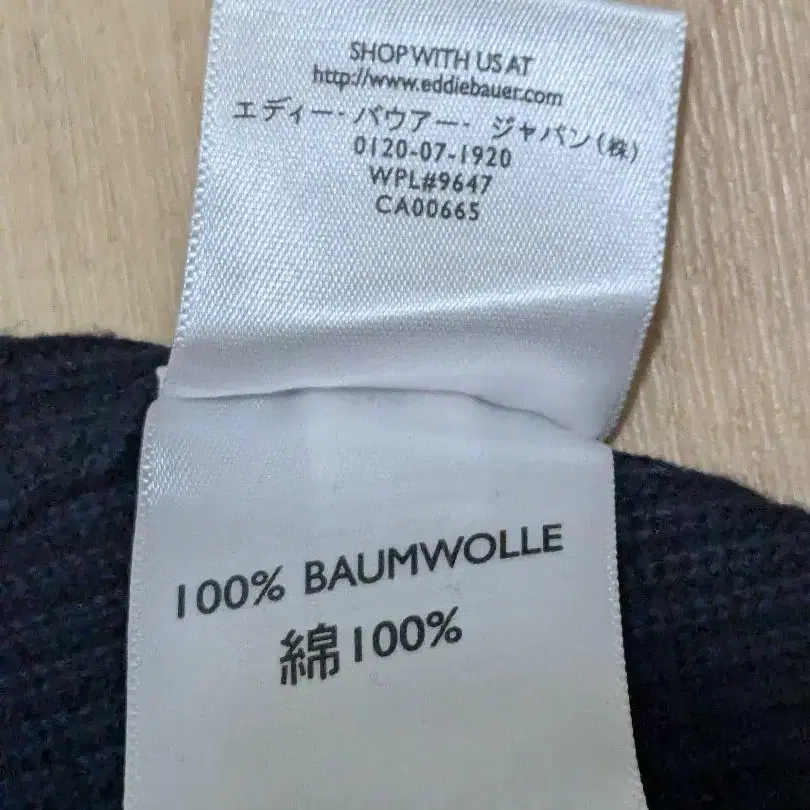 SHOP WITH US AT
http://www.eddiebauer.com
エディー・バウアー・ ジャパン(株)
0120-07-1920
WPL#9647
CA00665
100% BAUMWOLLE
綿100%